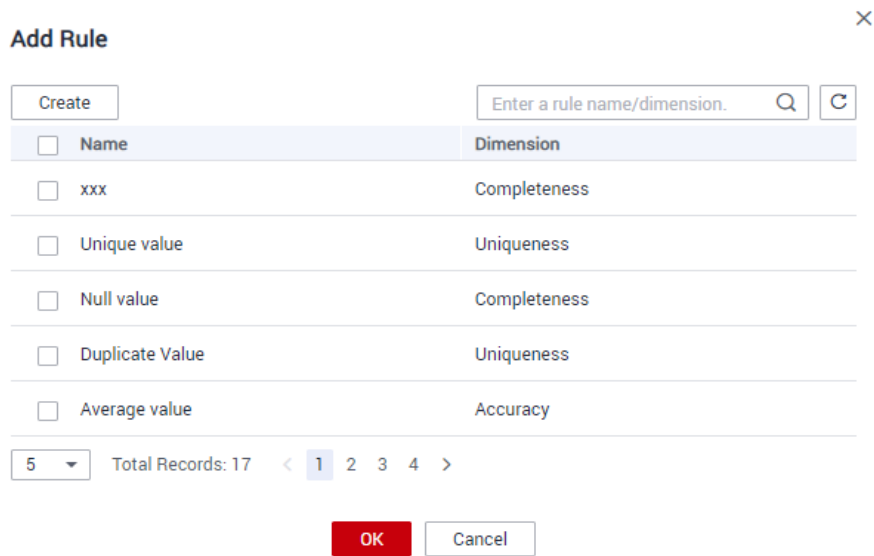 Add Rule
Create
Enter a rule name/dimension.
Name Dimension
xxx Completeness
Unique value Uniqueness
Null value Completeness
Duplicate Value Uniqueness
Average value Accuracy
5 Total Records: 17 < 1 2 3 4 >
OK Cancel